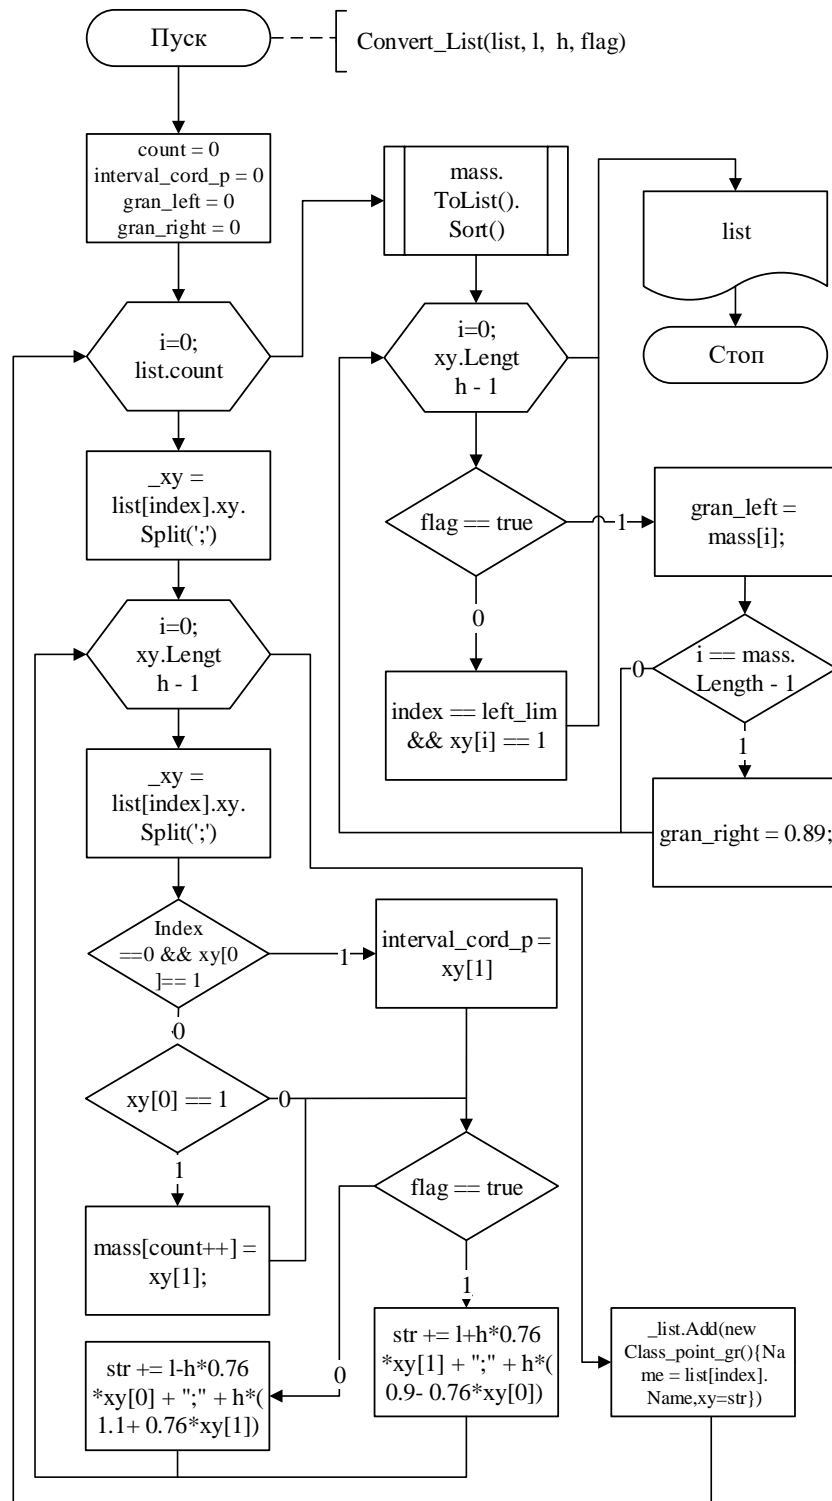 Пуск
Convert_List(list, l, h, flag)
count = 0
interval_cord_p = 0
gran_left = 0
gran_right = 0
i=0;
list.count
_xy =
list[index].xy.
Split(';')
i=0;
xy.Lengt
h - 1
_xy =
list[index].xy.
Split(';')
Index
==0 && xy[0
]== 1
1
interval_cord_p =
xy[1]
0
xy[0] == 1
0
1
mass[count++] =
xy[1];
flag == true
1
0
str += l+h*0.76
*xy[1] + ";" + h*(
0.9- 0.76*xy[0])
str += l-h*0.76
*xy[0] + ";" + h*(
1.1+ 0.76*xy[1])
_list.Add(new
Class_point_gr(){Na
me = list[index].
Name,xy=str})
mass.
ToList().
Sort()
i=0;
xy.Lengt
h - 1
flag == true
1
0
index == left_lim
&& xy[i] == 1
gran_left =
mass[i];
i == mass.
Length - 1
0
1
gran_right = 0.89;
list
Стоп